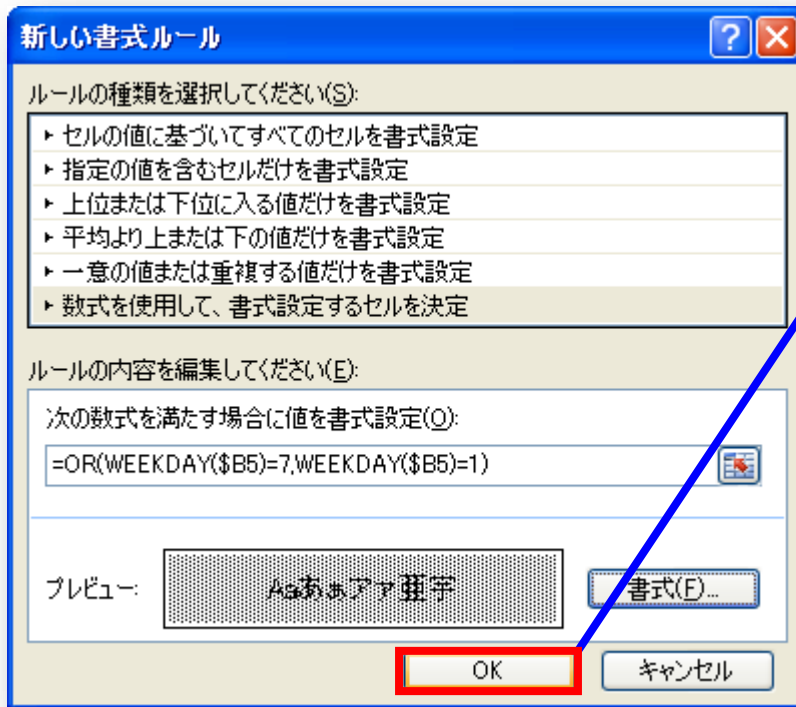 新しい書式ルール
ルールの種類を選択してください(S):
► セルの値に基づいてすべてのセルを書式設定
► 指定の値を含むセルだけを書式設定
► 上位または下位に入る値だけを書式設定
► 平均より上または下の値だけを書式設定
► 一意の値または重複する値だけを書式設定
► 数式を使用して、書式設定するセルを決定
ルールの内容を編集してください(E):
次の数式を満たす場合に値を書式設定(O):
=OR(WEEKDAY($B5)=7,WEEKDAY($B5)=1)
プレビュー: Aaあぁアァ亜宇 書式(F)...
OK キャンセル